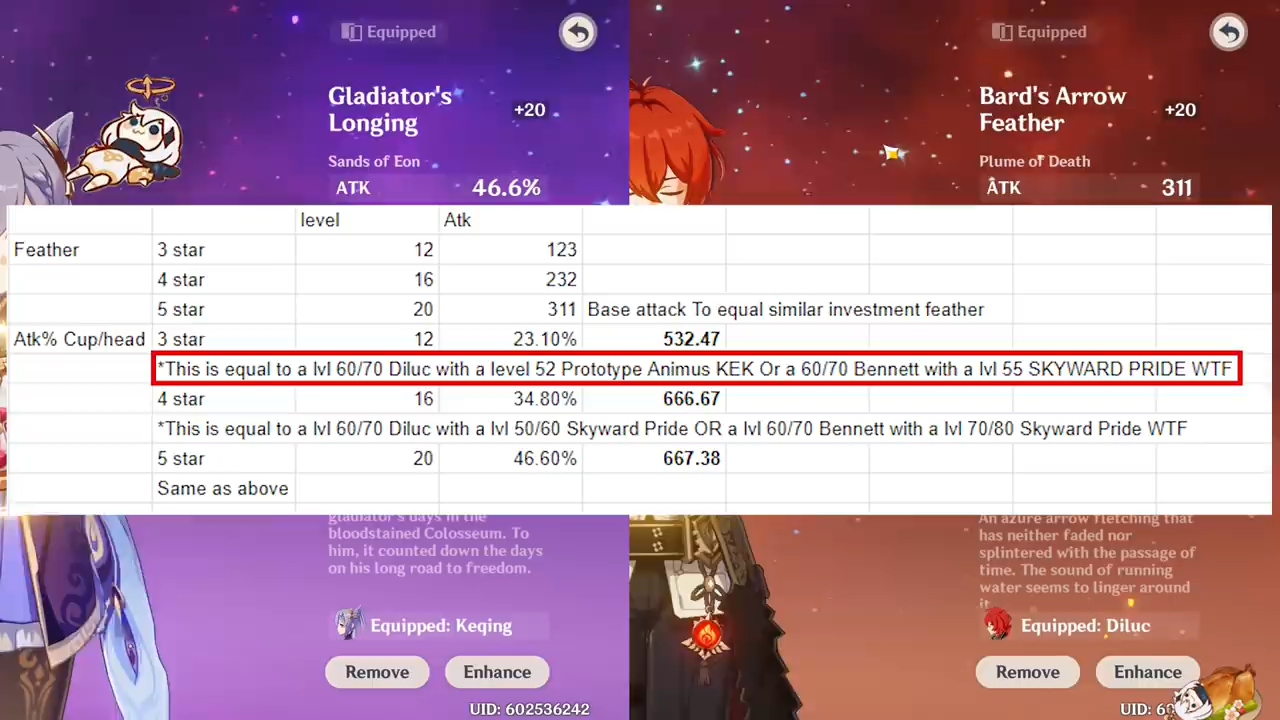 Equipped
Gladiator's
Longing
+20
Sands of Eon
ATK 46.6%
Equipped
Bard's Arrow
Feather
+20
Plume of Death
ATK 311
level Atk
Feather 3 star 12 123
4 star 16 232
5 star 20 311 Base attack To equal similar investment feather
Atk% Cup/head 3 star 12 23.10% 532.47
*This is equal to a lvl 60/70 Diluc with a level 52 Prototype Animus KEK Or a 60/70 Bennett with a lvl 55 SKYWARD PRIDE WTF
4 star 16 34.80% 666.67
*This is equal to a lvl 60/70 Diluc with a lvl 50/60 Skyward Pride OR a lvl 60/70 Bennett with a lvl 70/80 Skyward Pride WTF
5 star 20 46.60% 667.38
Same as above
gladiator's days in the
bloodstained Colosseum. To
him, it counted down the days
on his long road to freedom.
Equipped: Keqing
Remove Enhance
UID: 602536242
An azure arrow fletching that
has neither faded nor
splintered with the passage of
time. The sound of running
water seems to linger around
it.
Equipped: Diluc
Remove Enhance
UID: 60